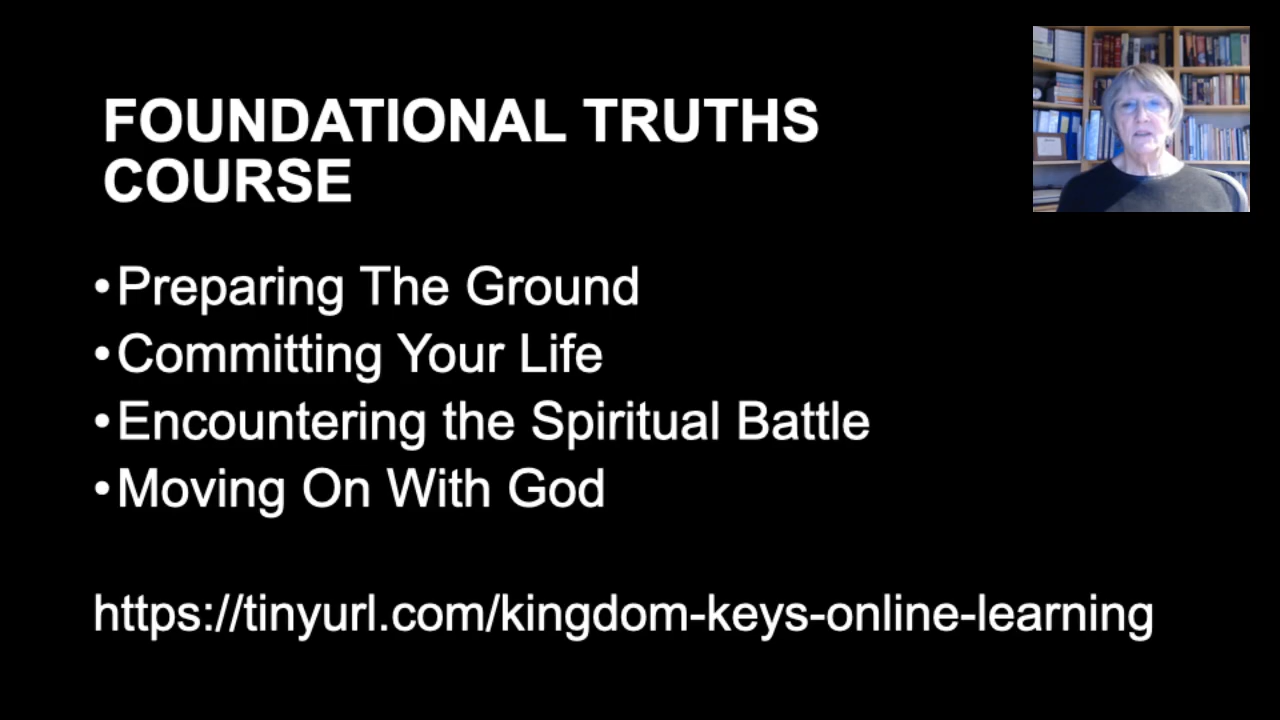 FOUNDATIONAL TRUTHS
COURSE
•Preparing The Ground
•Committing Your Life
•Encountering the Spiritual Battle
•Moving On With God
https://tinyurl.com/kingdom-keys-online-learning